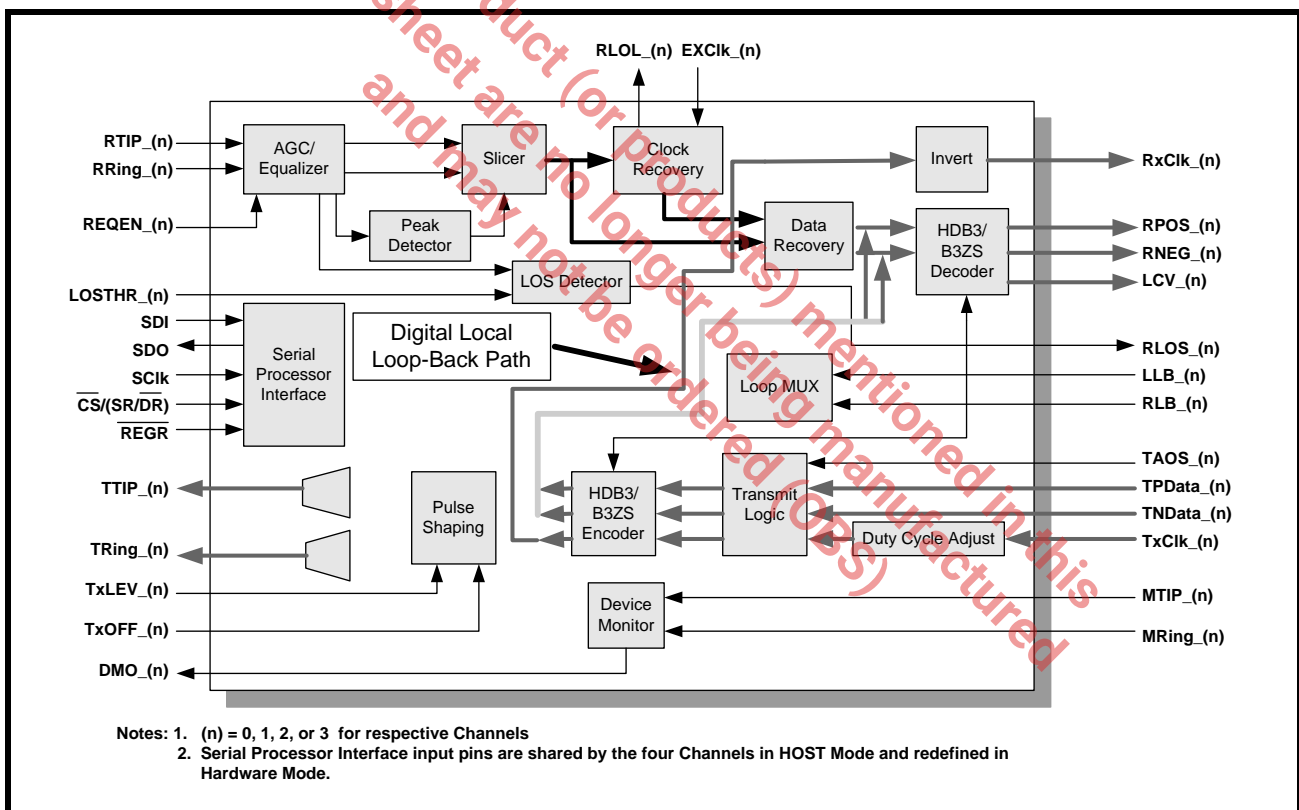 RLOL_(n) EXClk_(n)
RTIP_(n)
RRing_(n)
REQEN_(n)
LOSTHR_(n)
SDI
SDO
SClk
CS/(SR/DR)
REGR
TTIP_(n)
TRing_(n)
TxLEV_(n)
TxOFF_(n)
DMO_(n)
AGC/
Equalizer
Slicer
Clock
Recovery
Invert
Peak
Detector
Data
Recovery
HDB3/
B3ZS
Decoder
LOS Detector
Serial
Processor
Interface
Digital Local
Loop-Back Path
Loop MUX
Pulse
Shaping
HDB3/
B3ZS
Encoder
Transmit
Logic
Duty Cycle Adjust
Device
Monitor
RxClk_(n)
RPOS_(n)
RNEG_(n)
LCV_(n)
RLOS_(n)
LLB_(n)
RLB_(n)
TAOS_(n)
TPData_(n)
TNData_(n)
TxClk_(n)
MTIP_(n)
MRing_(n)
duct (or products) mentioned in this
sheet are no longer being manufactured
and may not be ordered (OBS)
Notes: 1. (n) = 0, 1, 2, or 3 for respective Channels
2. Serial Processor Interface input pins are shared by the four Channels in HOST Mode and redefined in
Hardware Mode.